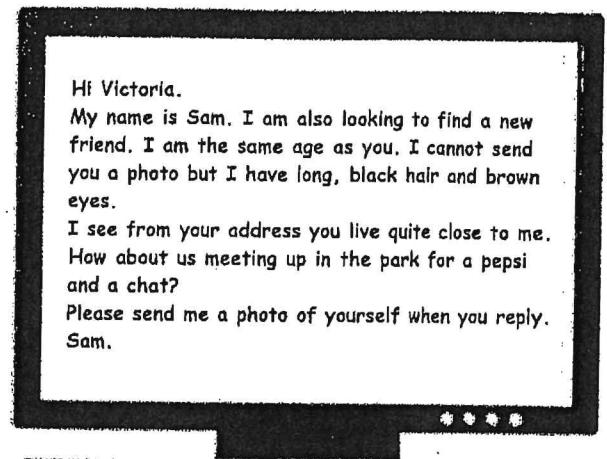 Hi Victoria.
My name is Sam. I am also looking to find a new
friend. I am the same age as you. I cannot send
you a photo but I have long, black hair and brown
eyes.
I see from your address you live quite close to me.
How about us meeting up in the park for a pepsi
and a chat?
Please send me a photo of yourself when you reply.
Sam.